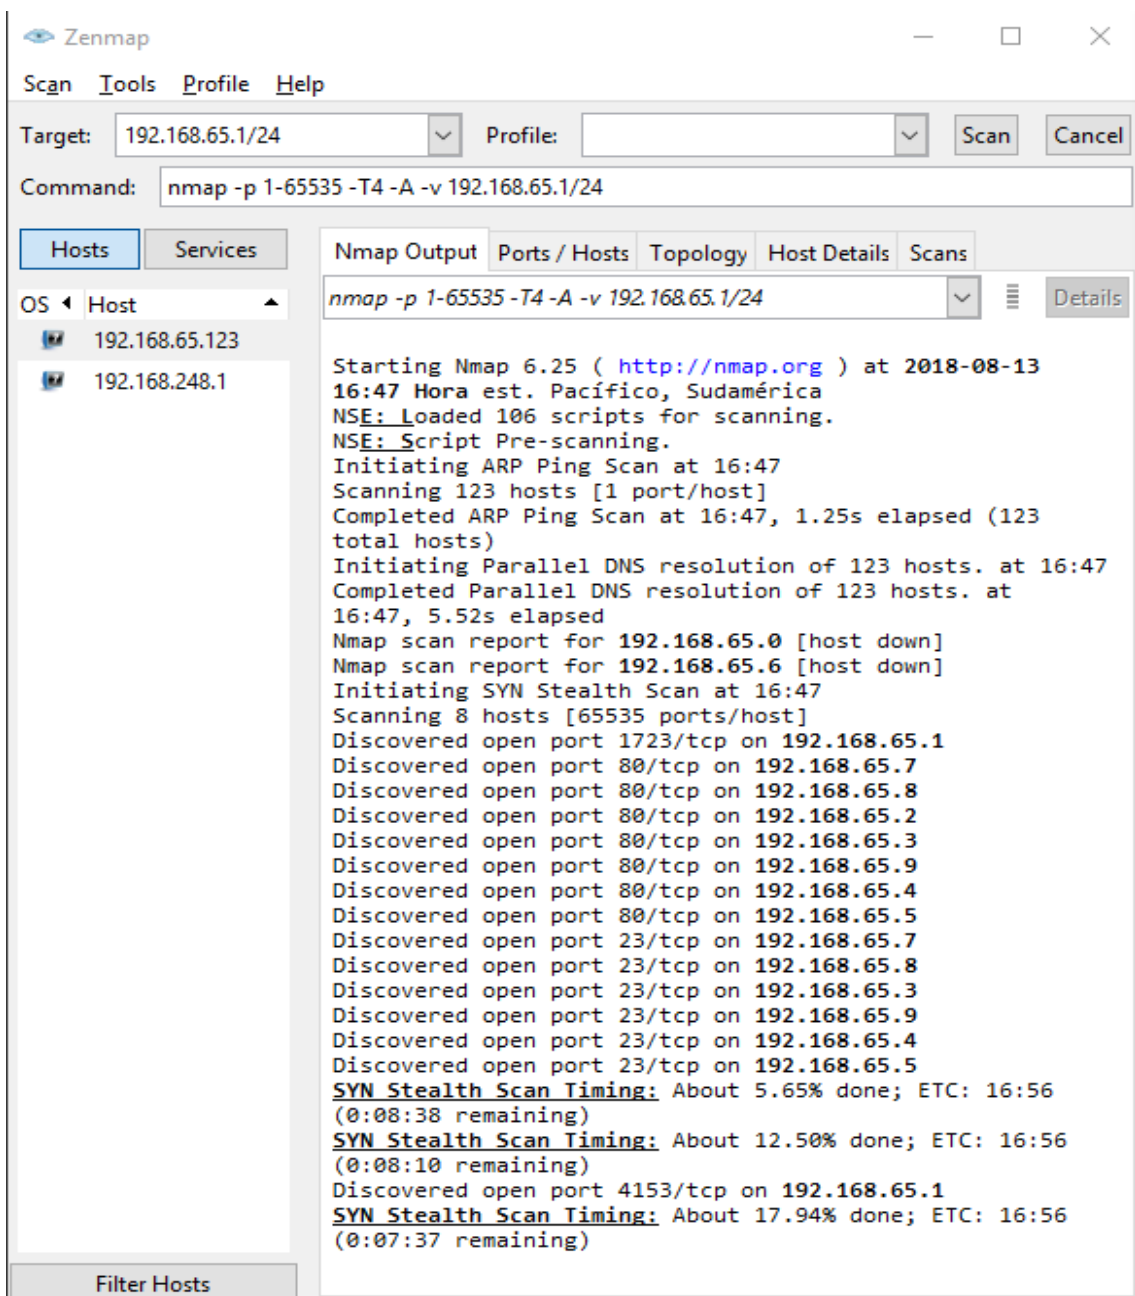 Zenmap
Scan Tools Profile Help
Target: 192.168.65.1/24 Profile: Scan Cancel
Command: nmap -p 1-65535 -T4 -A -v 192.168.65.1/24
Hosts Services
Nmap Output Ports / Hosts Topology Host Details Scans
nmap -p 1-65535 -T4 -A -v 192.168.65.1/24 Details
OS Host
192.168.65.123
192.168.248.1
Starting Nmap 6.25 ( http://nmap.org ) at 2018-08-13
16:47 Hora est. Pacífico, Sudamérica
NSE: Loaded 106 scripts for scanning.
NSE: Script Pre-scanning.
Initiating ARP Ping Scan at 16:47
Scanning 123 hosts [1 port/host]
Completed ARP Ping Scan at 16:47, 1.25s elapsed (123
total hosts)
Initiating Parallel DNS resolution of 123 hosts. at 16:47
Completed Parallel DNS resolution of 123 hosts. at
16:47, 5.52s elapsed
Nmap scan report for 192.168.65.0 [host down]
Nmap scan report for 192.168.65.6 [host down]
Initiating SYN Stealth Scan at 16:47
Scanning 8 hosts [65535 ports/host]
Discovered open port 1723/tcp on 192.168.65.1
Discovered open port 80/tcp on 192.168.65.7
Discovered open port 80/tcp on 192.168.65.8
Discovered open port 80/tcp on 192.168.65.2
Discovered open port 80/tcp on 192.168.65.3
Discovered open port 80/tcp on 192.168.65.9
Discovered open port 80/tcp on 192.168.65.4
Discovered open port 80/tcp on 192.168.65.5
Discovered open port 23/tcp on 192.168.65.7
Discovered open port 23/tcp on 192.168.65.8
Discovered open port 23/tcp on 192.168.65.3
Discovered open port 23/tcp on 192.168.65.9
Discovered open port 23/tcp on 192.168.65.4
Discovered open port 23/tcp on 192.168.65.5
SYN Stealth Scan Timing: About 5.65% done; ETC: 16:56
(0:08:38 remaining)
SYN Stealth Scan Timing: About 12.50% done; ETC: 16:56
(0:08:10 remaining)
Discovered open port 4153/tcp on 192.168.65.1
SYN Stealth Scan Timing: About 17.94% done; ETC: 16:56
(0:07:37 remaining)
Filter Hosts